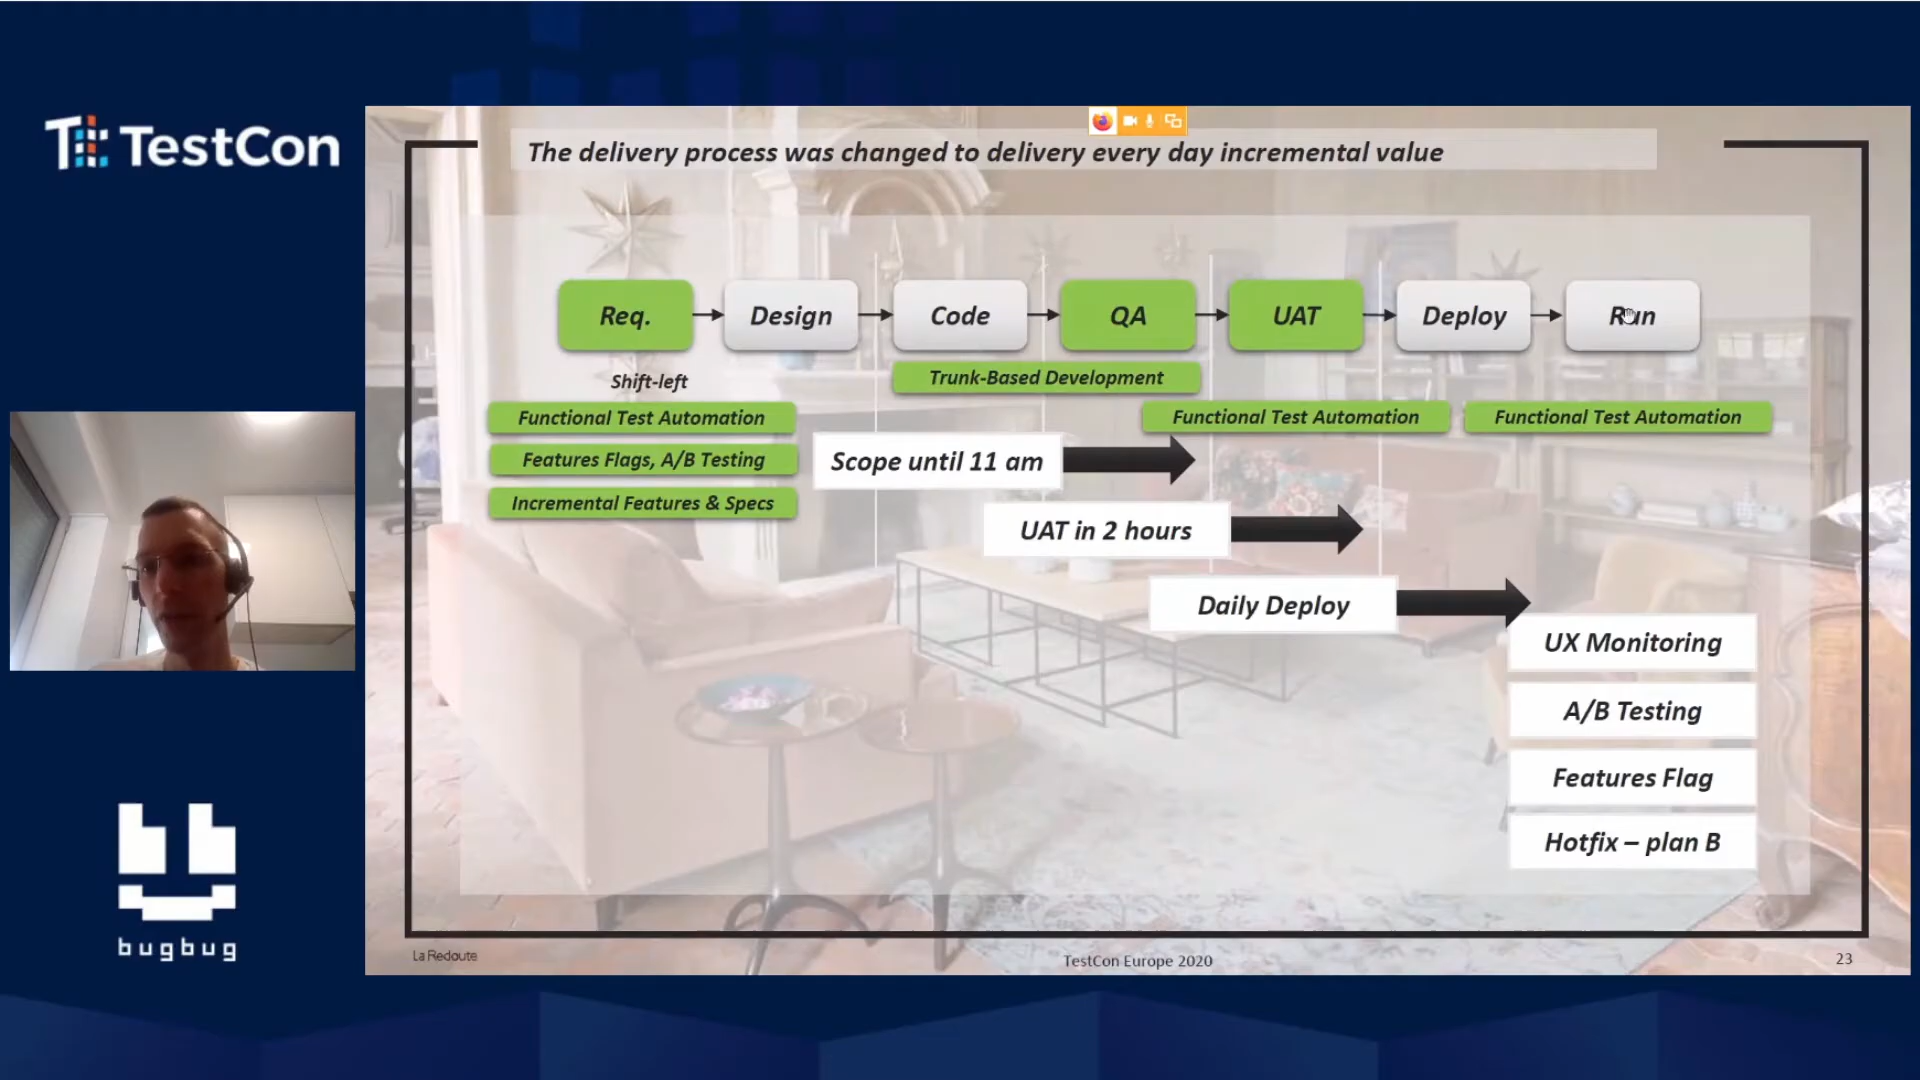 TestCon
The delivery process was changed to delivery every day incremental value
Req.
Design
Code
QA
UAT
Deploy
Run
Shift-left
Trunk-Based Development
Functional Test Automation
Functional Test Automation
Functional Test Automation
Features Flags, A/B Testing
Scope until 11 am
Incremental Features & Specs
UAT in 2 hours
Daily Deploy
UX Monitoring
A/B Testing
Features Flag
Hotfix – plan B
bugbug
La Redoute
TestCon Europe 2020
23